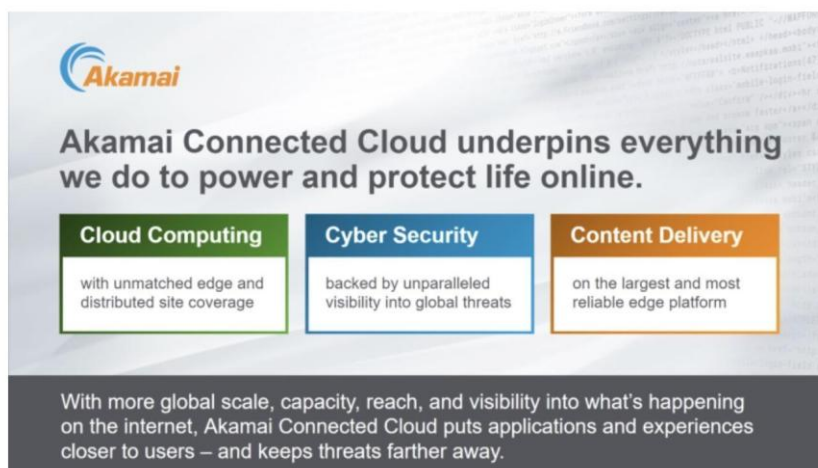 Akamai
Akamai Connected Cloud underpins everything
we do to power and protect life online.
Cloud Computing
with unmatched edge and
distributed site coverage
Cyber Security
backed by unparalleled
visibility into global threats
Content Delivery
on the largest and most
reliable edge platform
With more global scale, capacity, reach, and visibility into what's happening
on the internet, Akamai Connected Cloud puts applications and experiences
closer to users – and keeps threats farther away.